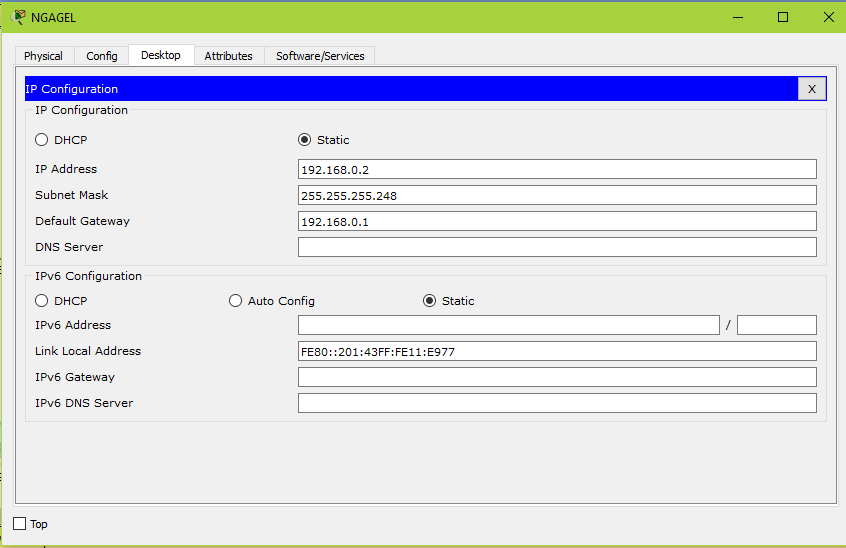 NGAGEL
Physical Config Desktop Attributes Software/Services
IP Configuration X
IP Configuration
DHCP Static
IP Address 192.168.0.2
Subnet Mask 255.255.255.248
Default Gateway 192.168.0.1
DNS Server
IPv6 Configuration
DHCP Auto Config Static
IPv6 Address /
Link Local Address FE80::201:43FF:FE11:E977
IPv6 Gateway
IPv6 DNS Server
Top